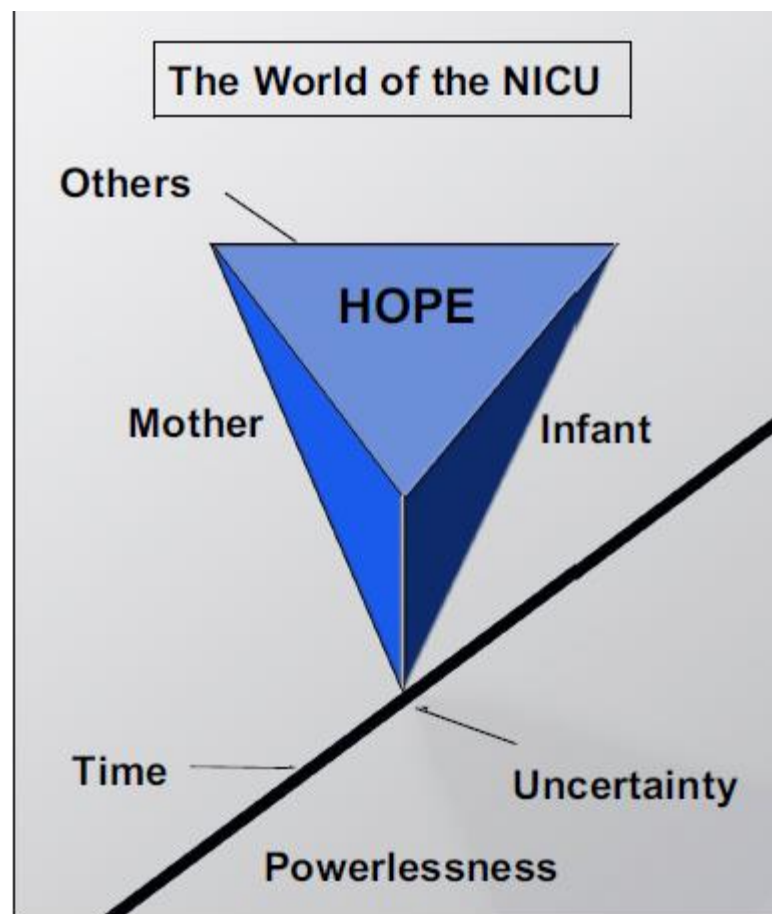 The World of the NICU
Others
HOPE
Mother
Infant
Time
Uncertainty
Powerlessness